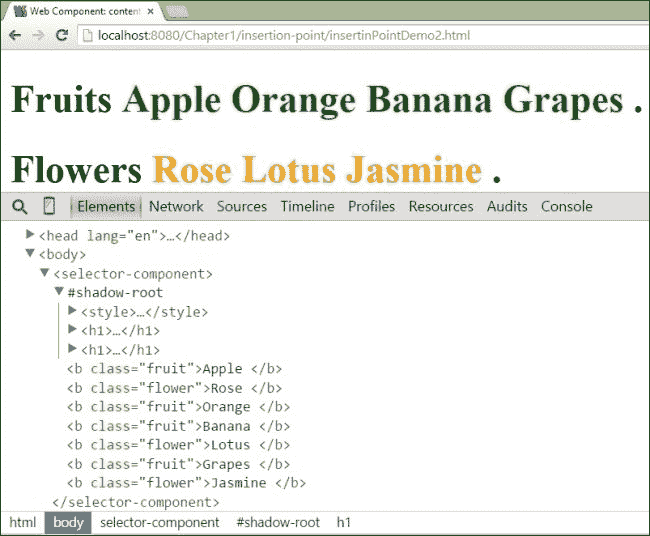 Web Component: content
localhost:8080/Chapter1/insertion-point/insertinPointDemo2.html
Fruits Apple Orange Banana Grapes .
Flowers Rose Lotus Jasmine .
Elements Network Sources Timeline Profiles Resources Audits Console
<head lang="en">…</head>
<body>
<selector-component>
#shadow-root
<style>…</style>
<h1>…</h1>
<h1>…</h1>
<b class="fruit">Apple </b>
<b class="flower">Rose </b>
<b class="fruit">Orange </b>
<b class="fruit">Banana </b>
<b class="flower">Lotus </b>
<b class="fruit">Grapes </b>
<b class="flower">Jasmine </b>
</selector-component>
html body selector-component #shadow-root h1